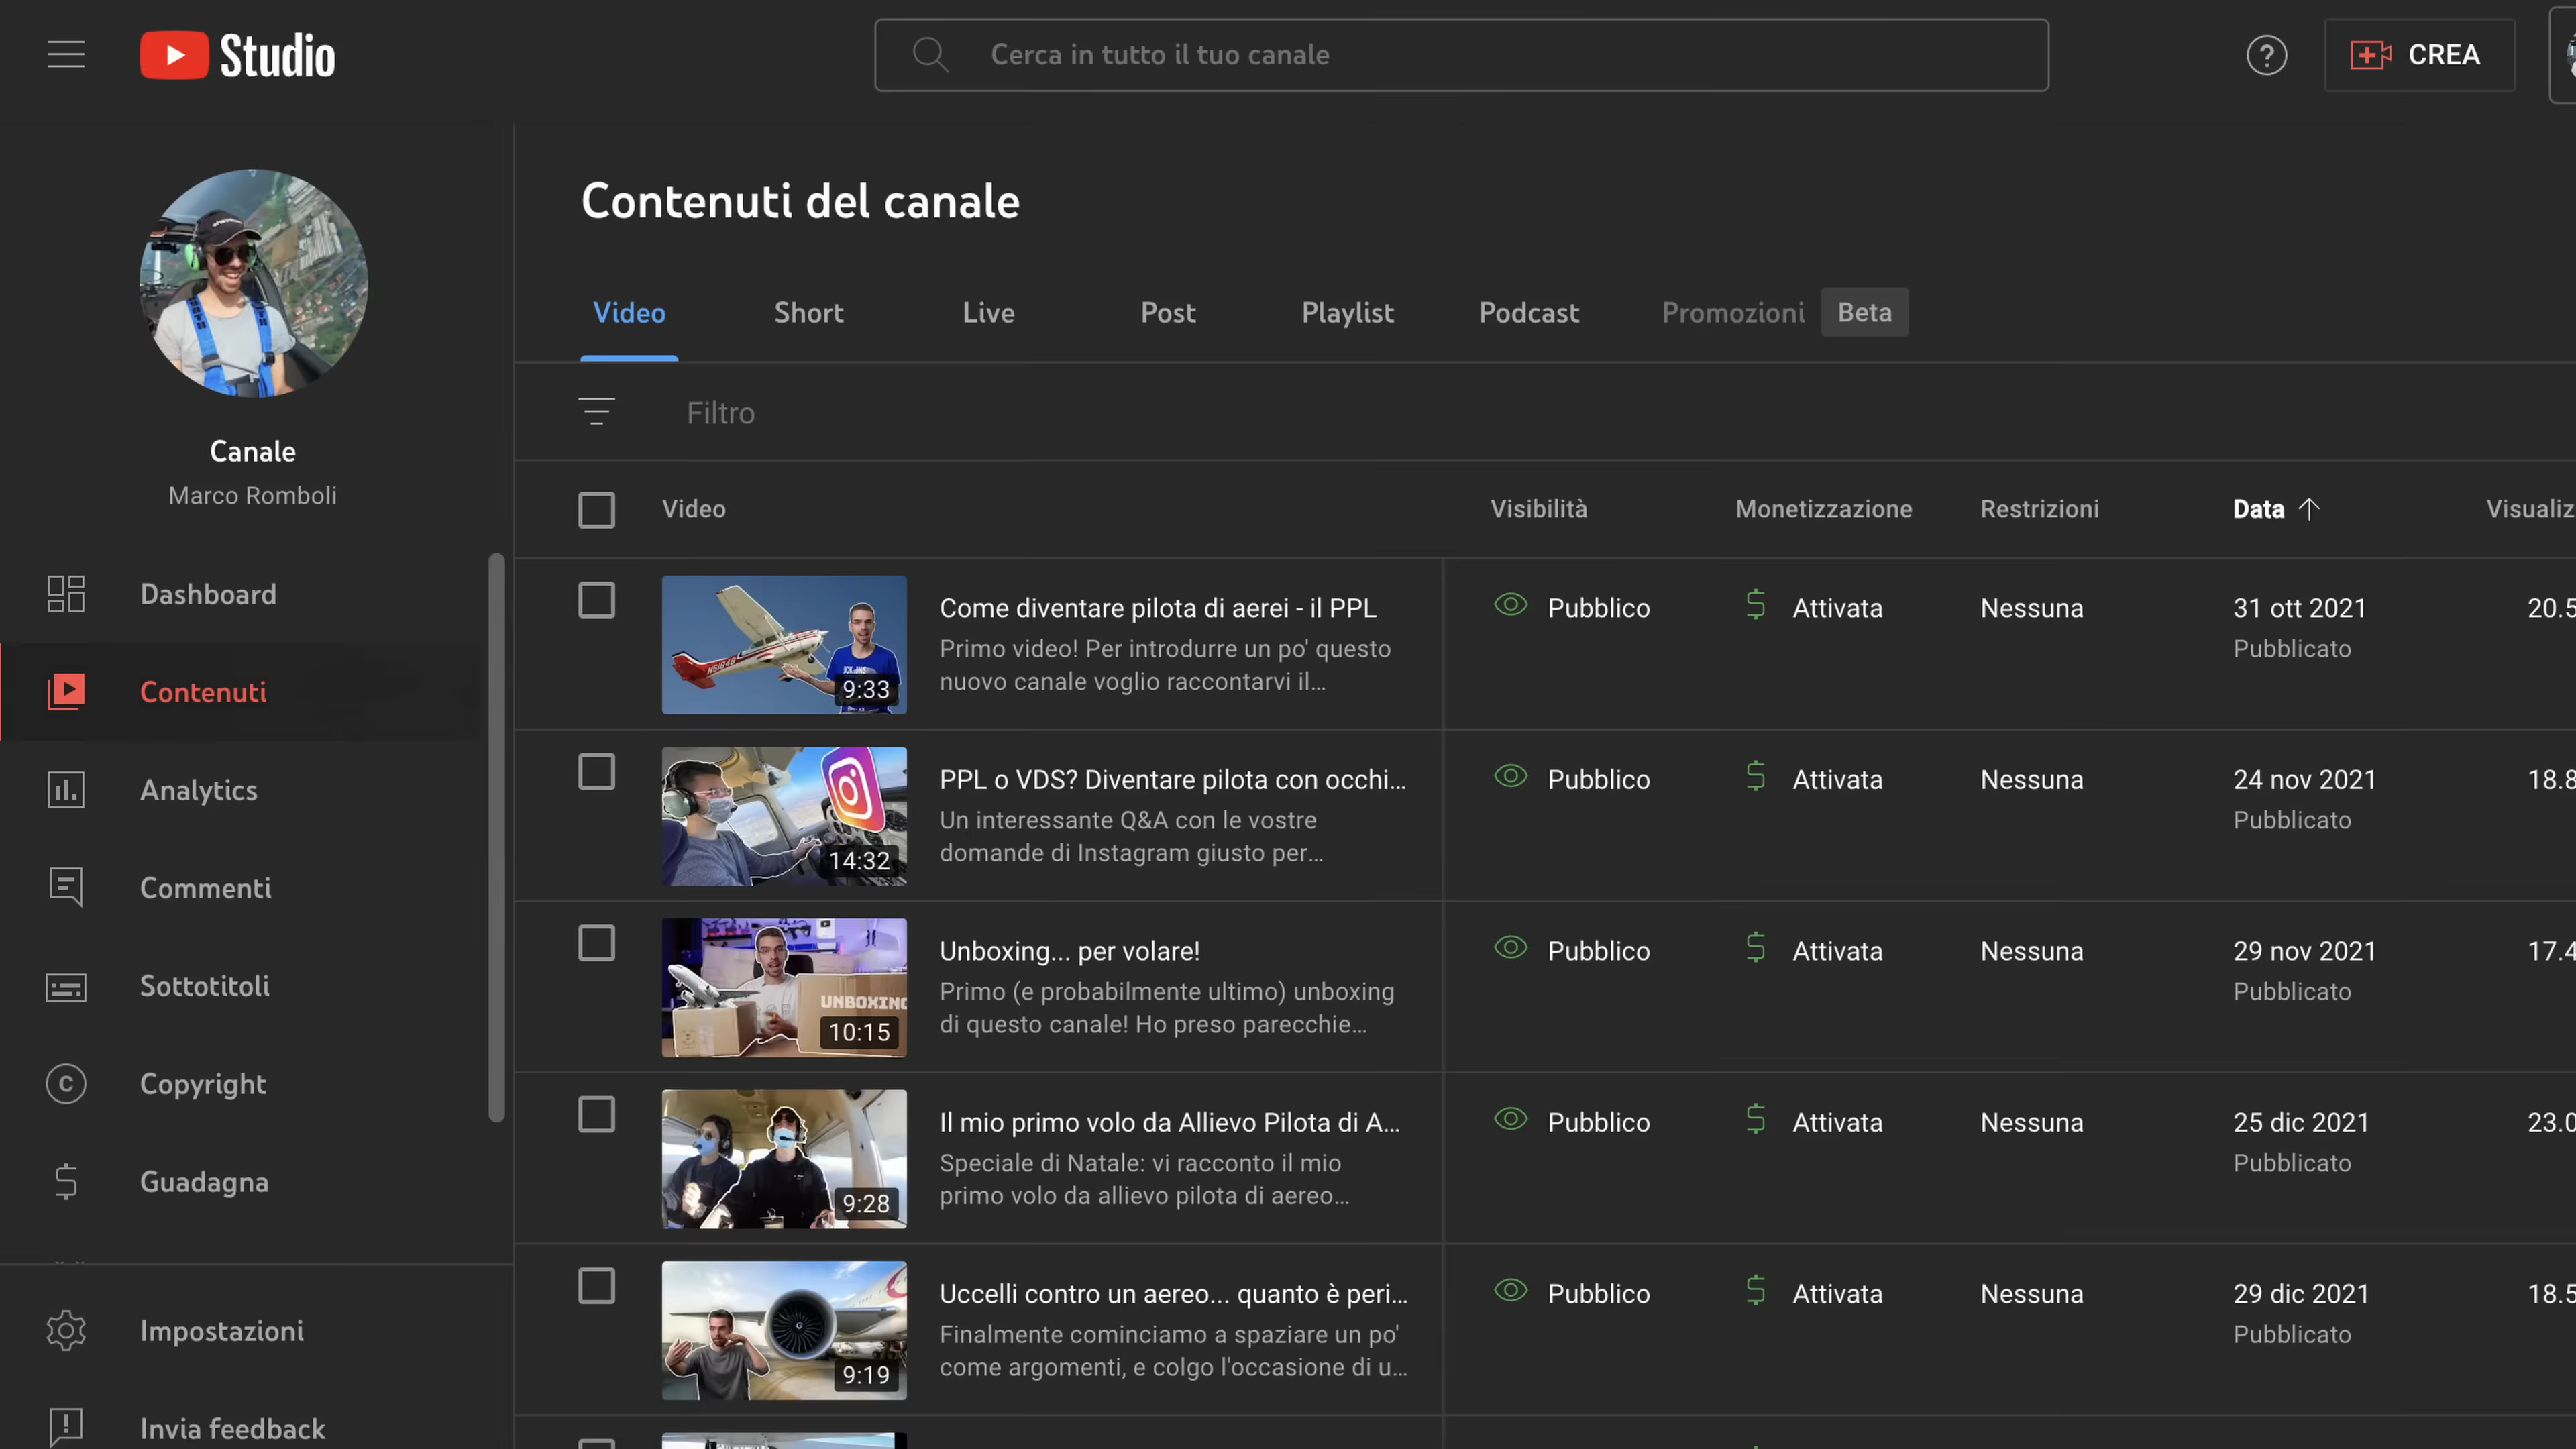 Studio
Cerca in tutto il tuo canale
?
CREA
Canale
Marco Romboli
Dashboard
Contenuti
Analytics
Commenti
Sottotitoli
Copyright
Guadagna
Impostazioni
Invia feedback
Contenuti del canale
Video Short Live Post Playlist Podcast Promozioni Beta
Filtro
Video Visibilità Monetizzazione Restrizioni Data
9:33
Come diventare pilota di aerei - il PPL
Primo video! Per introdurre un po' questo
nuovo canale voglio raccontarvi il...
Pubblico Attivata Nessuna 31 ott 2021
Pubblicato
14:32
PPL o VDS? Diventare pilota con occhi...
Un interessante Q&A con le vostre
domande di Instagram giusto per...
Pubblico Attivata Nessuna 24 nov 2021
Pubblicato
UNBOXING
10:15
Unboxing... per volare!
Primo (e probabilmente ultimo) unboxing
di questo canale! Ho preso parecchie...
Pubblico Attivata Nessuna 29 nov 2021
Pubblicato
9:28
Il mio primo volo da Allievo Pilota di A...
Speciale di Natale: vi racconto il mio
primo volo da allievo pilota di aereo...
Pubblico Attivata Nessuna 25 dic 2021
Pubblicato
9:19
Uccelli contro un aereo... quanto è peri...
Finalmente cominciamo a spaziare un po'
come argomenti, e colgo l'occasione di u...
Pubblico Attivata Nessuna 29 dic 2021
Pubblicato